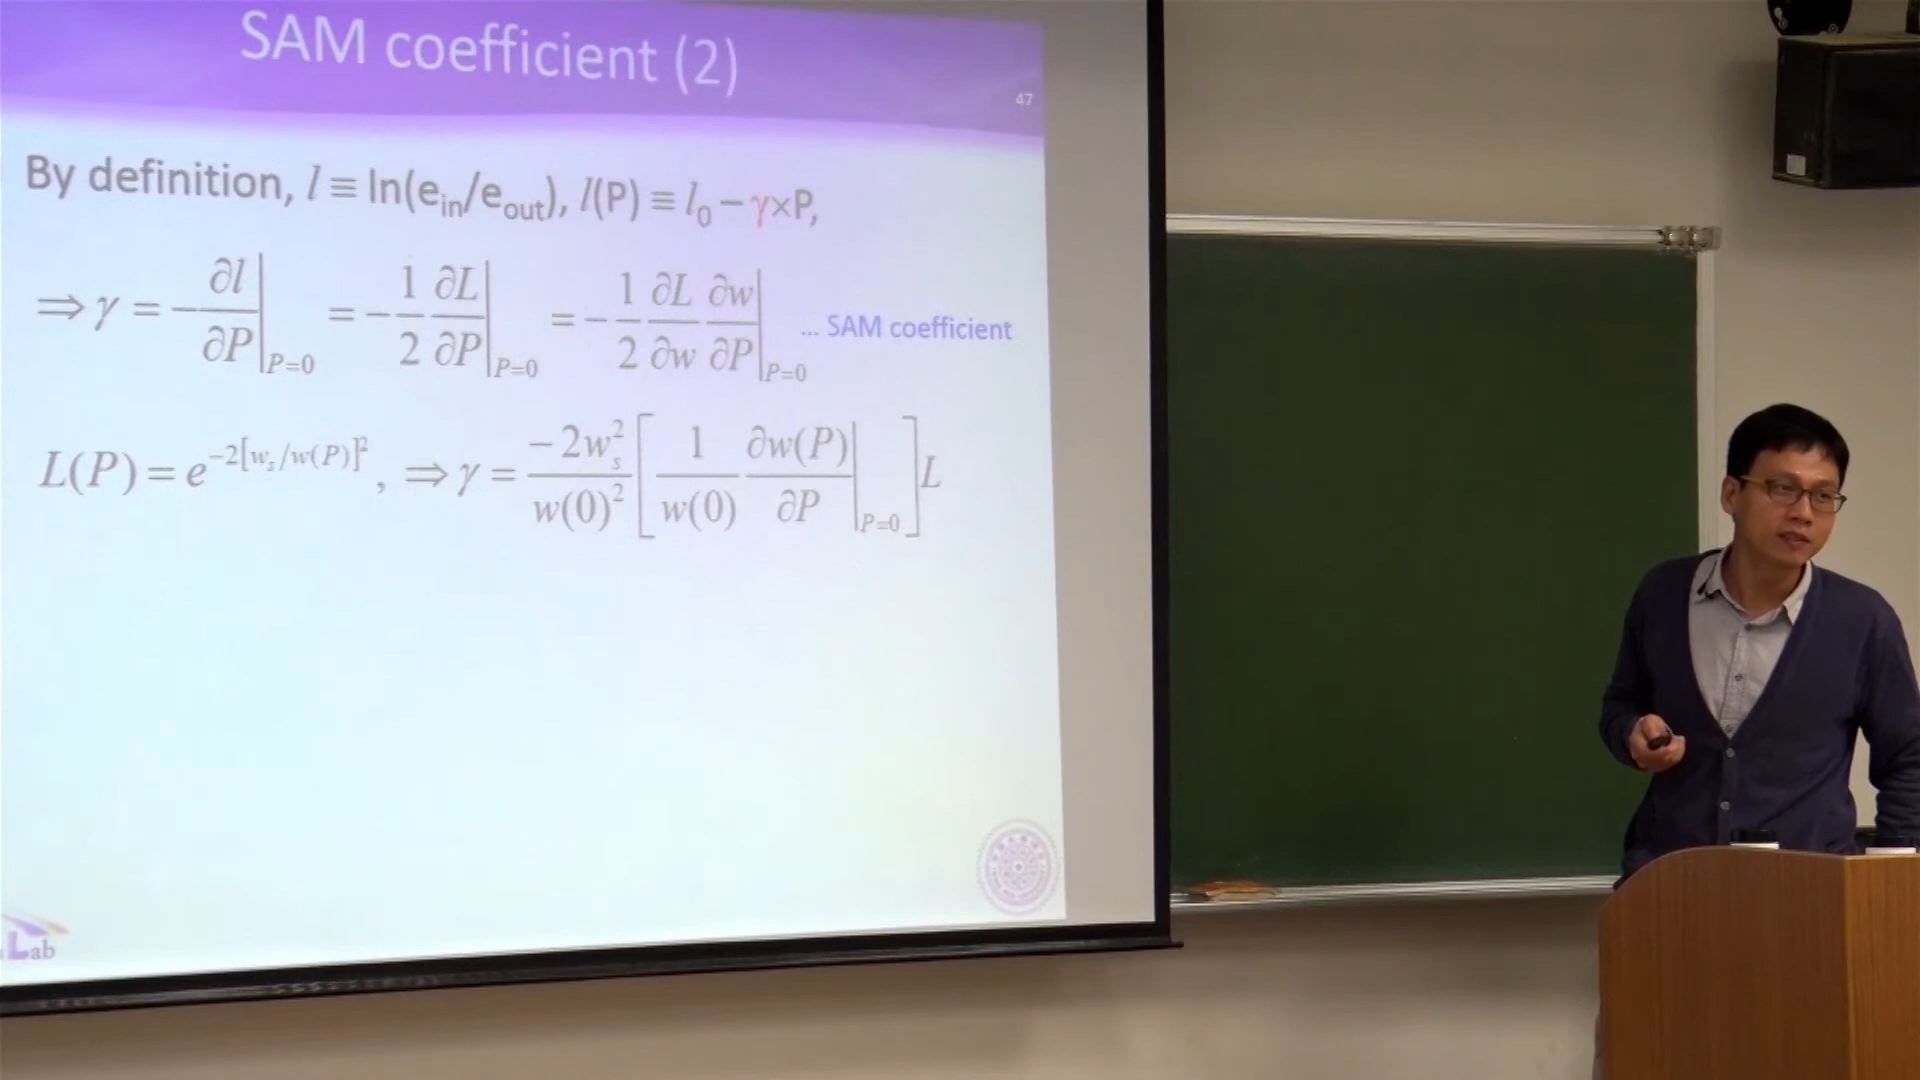 SAM coefficient (2)
47
By definition, l ≡ ln(e_in/e_out), l(P) ≡ l_0 − γ×P,
⇒ γ = −∂l/∂P|_{P=0} = −1/2 ∂L/∂P|_{P=0} = −1/2 ∂L/∂w ∂w/∂P|_{P=0} ... SAM coefficient
L(P) = e^{−2[w_s/w(P)]^2}, ⇒ γ = −2w_s^2/w(0)^2 [1/w(0) ∂w(P)/∂P|_{P=0}] L
Lab